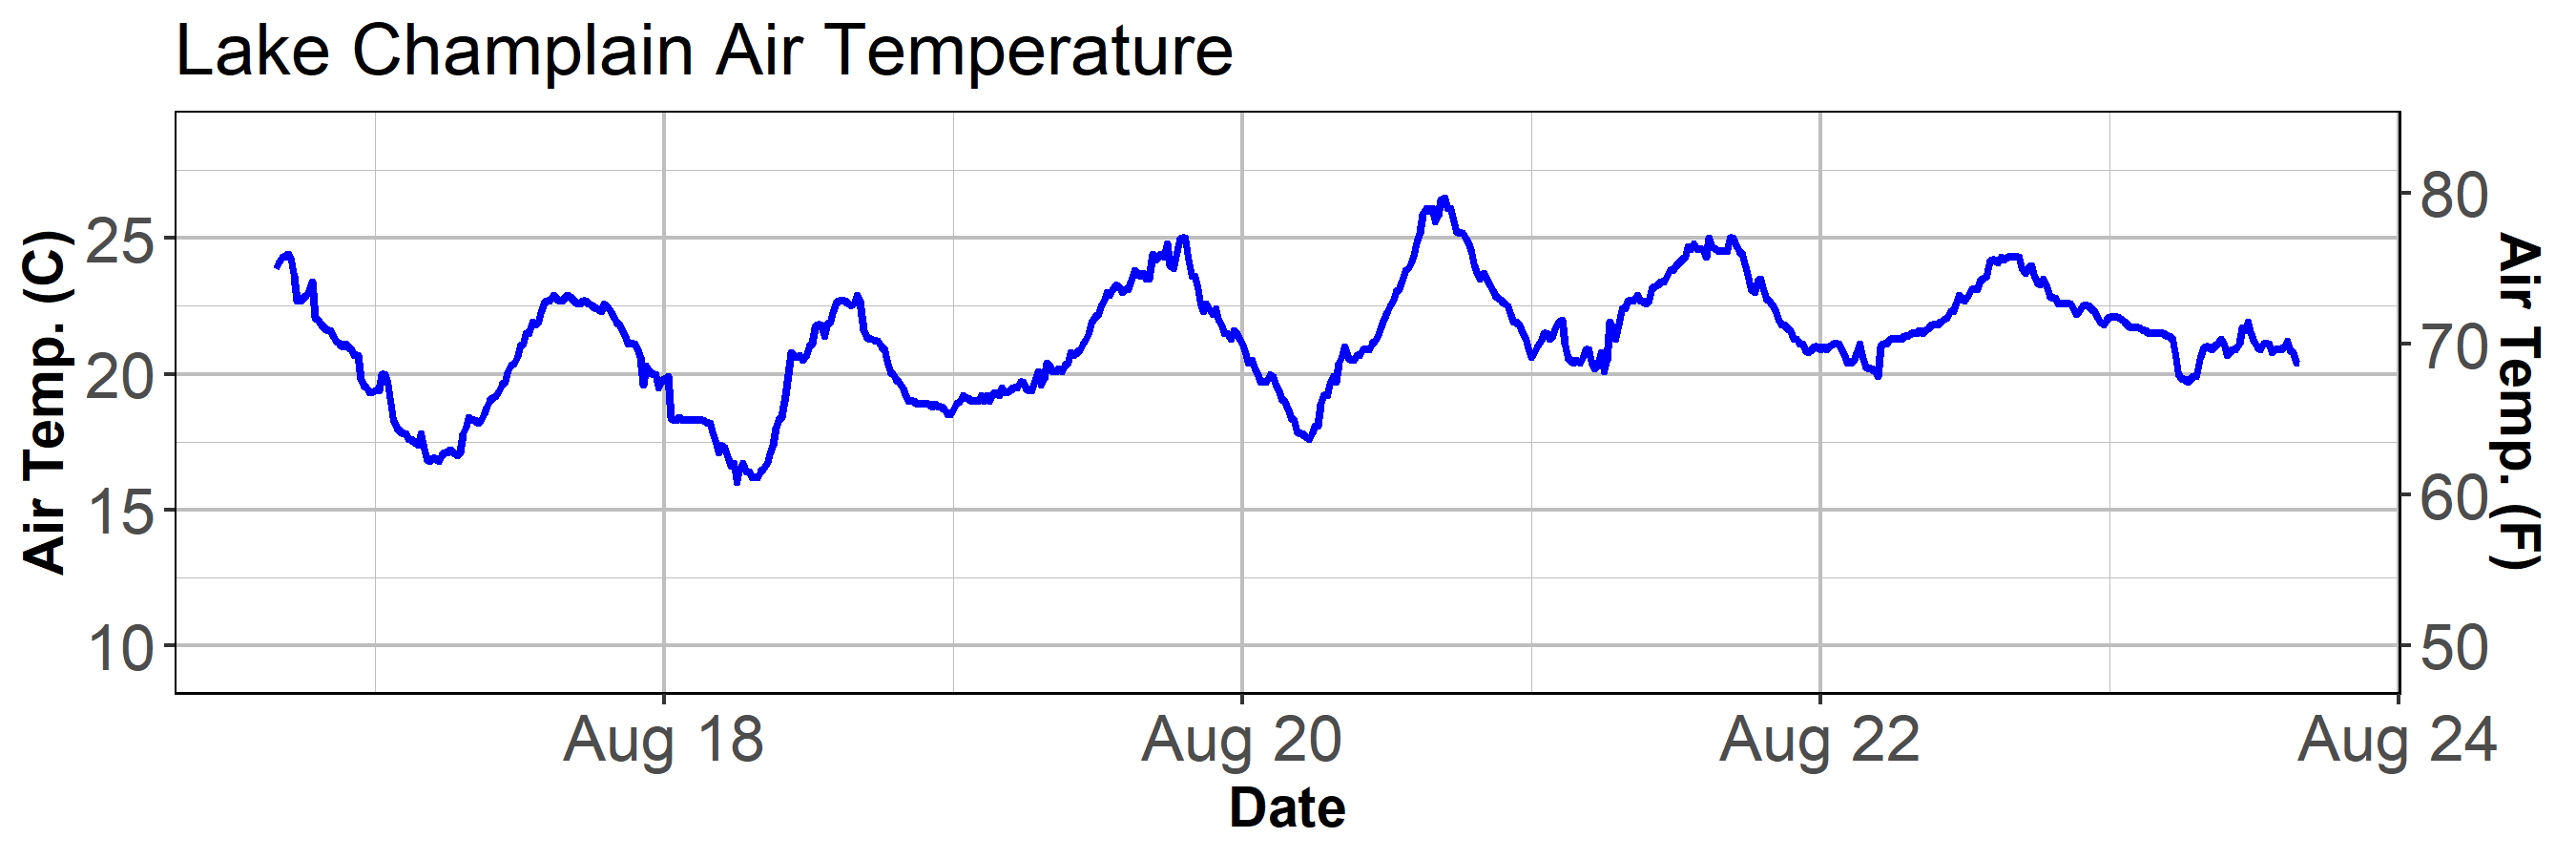 Lake Champlain Air Temperature
Air Temp. (C)
25
20
15
10
80
70
60
50
Air Temp. (F)
Aug 18
Aug 20
Aug 22
Aug 24
Date